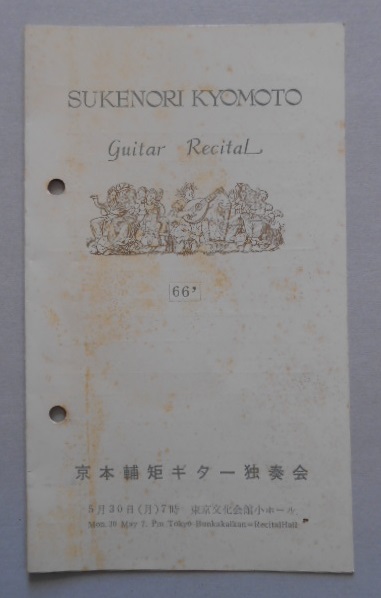 SUKENORI KYOMOTO
Guitar Recital
66'
京本輔矩ギター独奏会
5月30日(月)7時 東京文化会館小ホール
Mon. 30 May 7. Pm Tokyo Bunkakaikan=RecitalHall